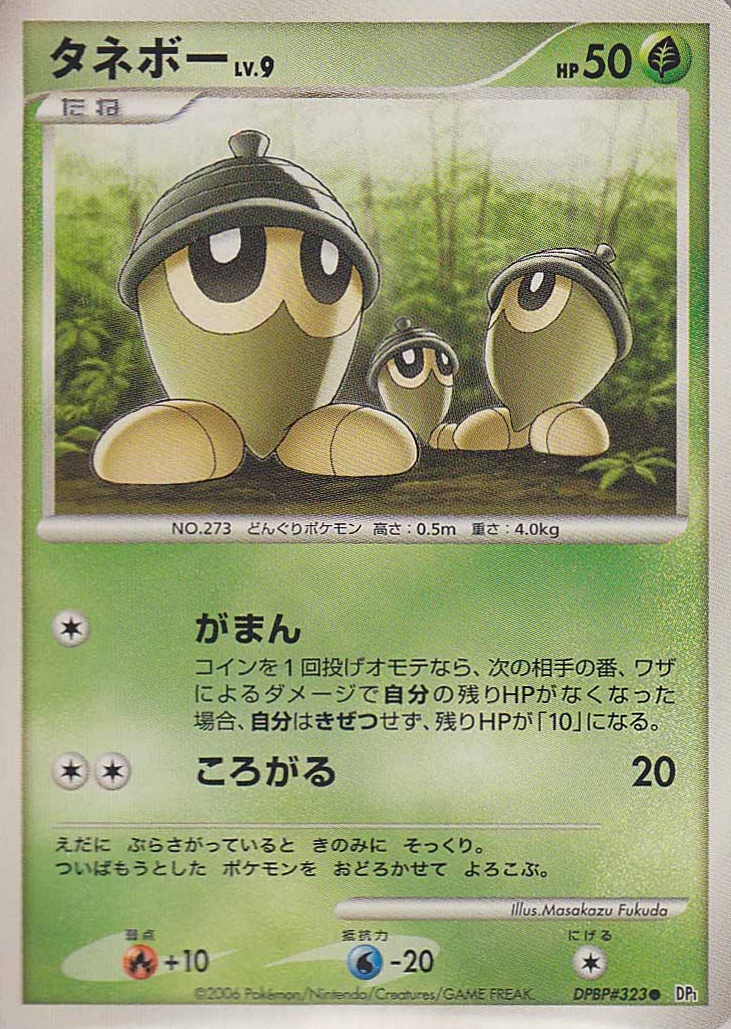 タネボー LV.9 HP 50
たね
NO.273 どんぐりポケモン 高さ:0.5m 重さ:4.0kg
がまん
コインを1回投げオモテなら、次の相手の番、ワザ
によるダメージで自分の残りHPがなくなった
場合、自分はきぜつせず、残りHPが「10」になる。
ころがる 20
えだに ぶらさがっていると きのみに そっくり。
ついばもうとした ポケモンを おどろかせて よろこぶ。
Illus.Masakazu Fukuda
弱点 抵抗力 にげる
+10 -20
©2006 Pokémon/Nintendo/Creatures/GAME FREAK. DPBP#323● DP1